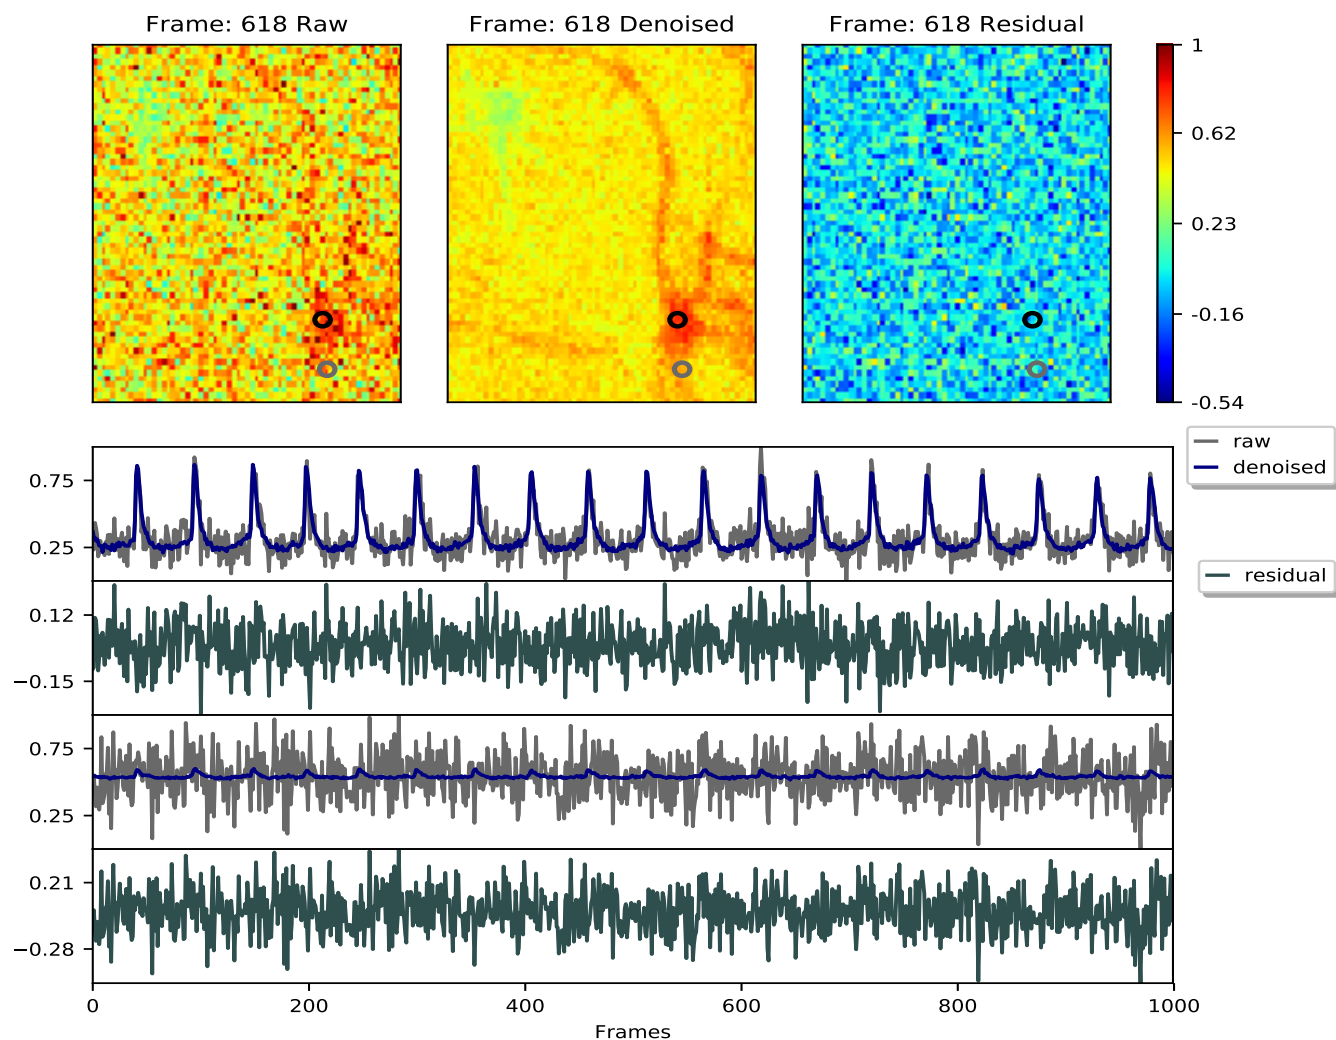 Frame: 618 Raw
Frame: 618 Denoised
Frame: 618 Residual
1
0.62
0.23
-0.16
-0.54
raw
denoised
0.75
0.25
residual
0.12
−0.15
0.75
0.25
0.21
−0.28
0 200 400 600 800 1000
Frames